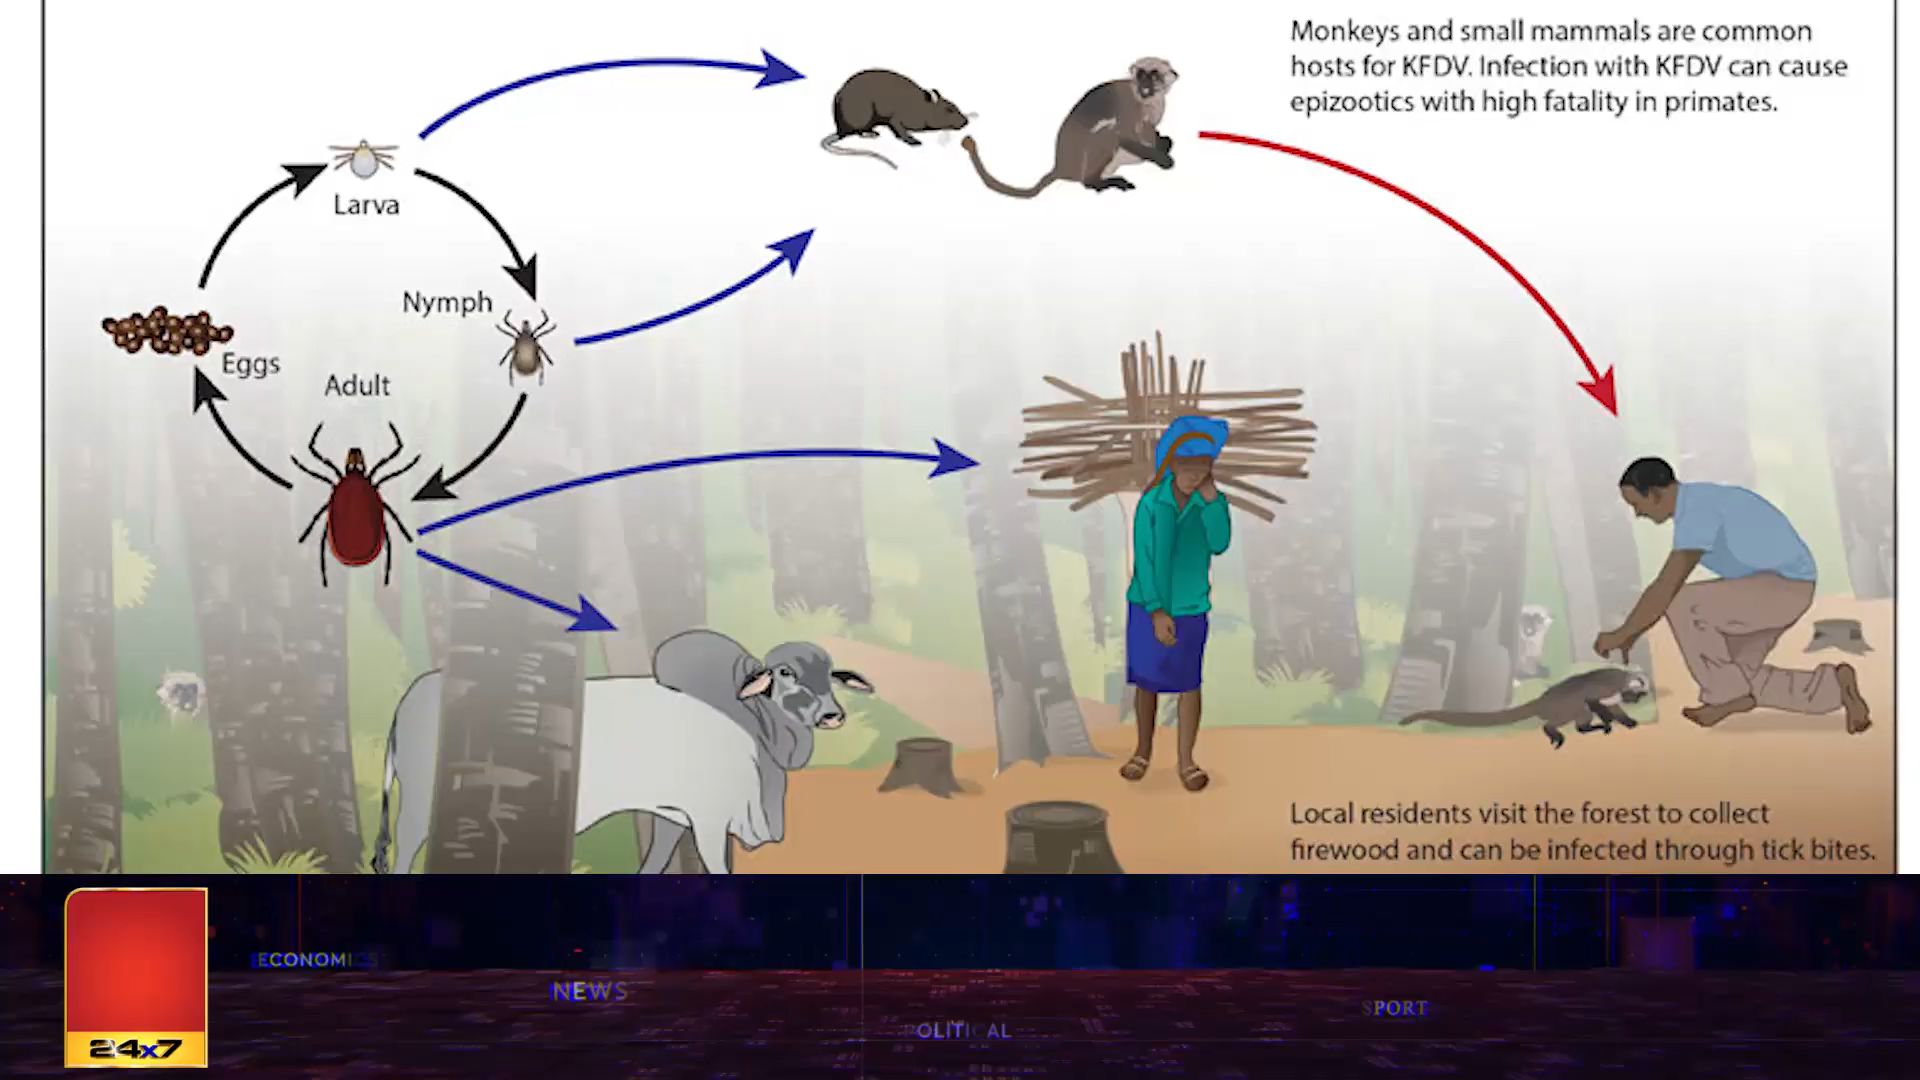 Monkeys and small mammals are common
hosts for KFDV. Infection with KFDV can cause
epizootics with high fatality in primates.
Larva
Nymph
Eggs
Adult
Local residents visit the forest to collect
firewood and can be infected through tick bites.
ECONOMICS
NEWS
SPORT
POLITICAL
24x7